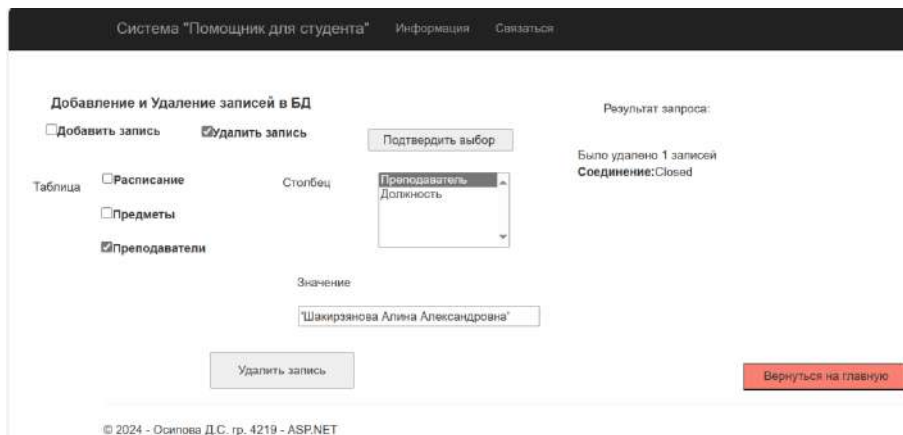 Система "Помощник для студента" Информация Связаться
Добавление и Удаление записей в БД
Результат запроса:
Добавить запись Удалить запись
Подтвердить выбор
Было удалено 1 записей
Соединение:Closed
Таблица
Расписание
Столбец
Преподаватель
Должность
Предметы
Преподаватели
Значение
'Шакирзянова Алина Александровна'
Удалить запись
Вернуться на главную
© 2024 - Осипова Д.С. гр. 4219 - ASP.NET